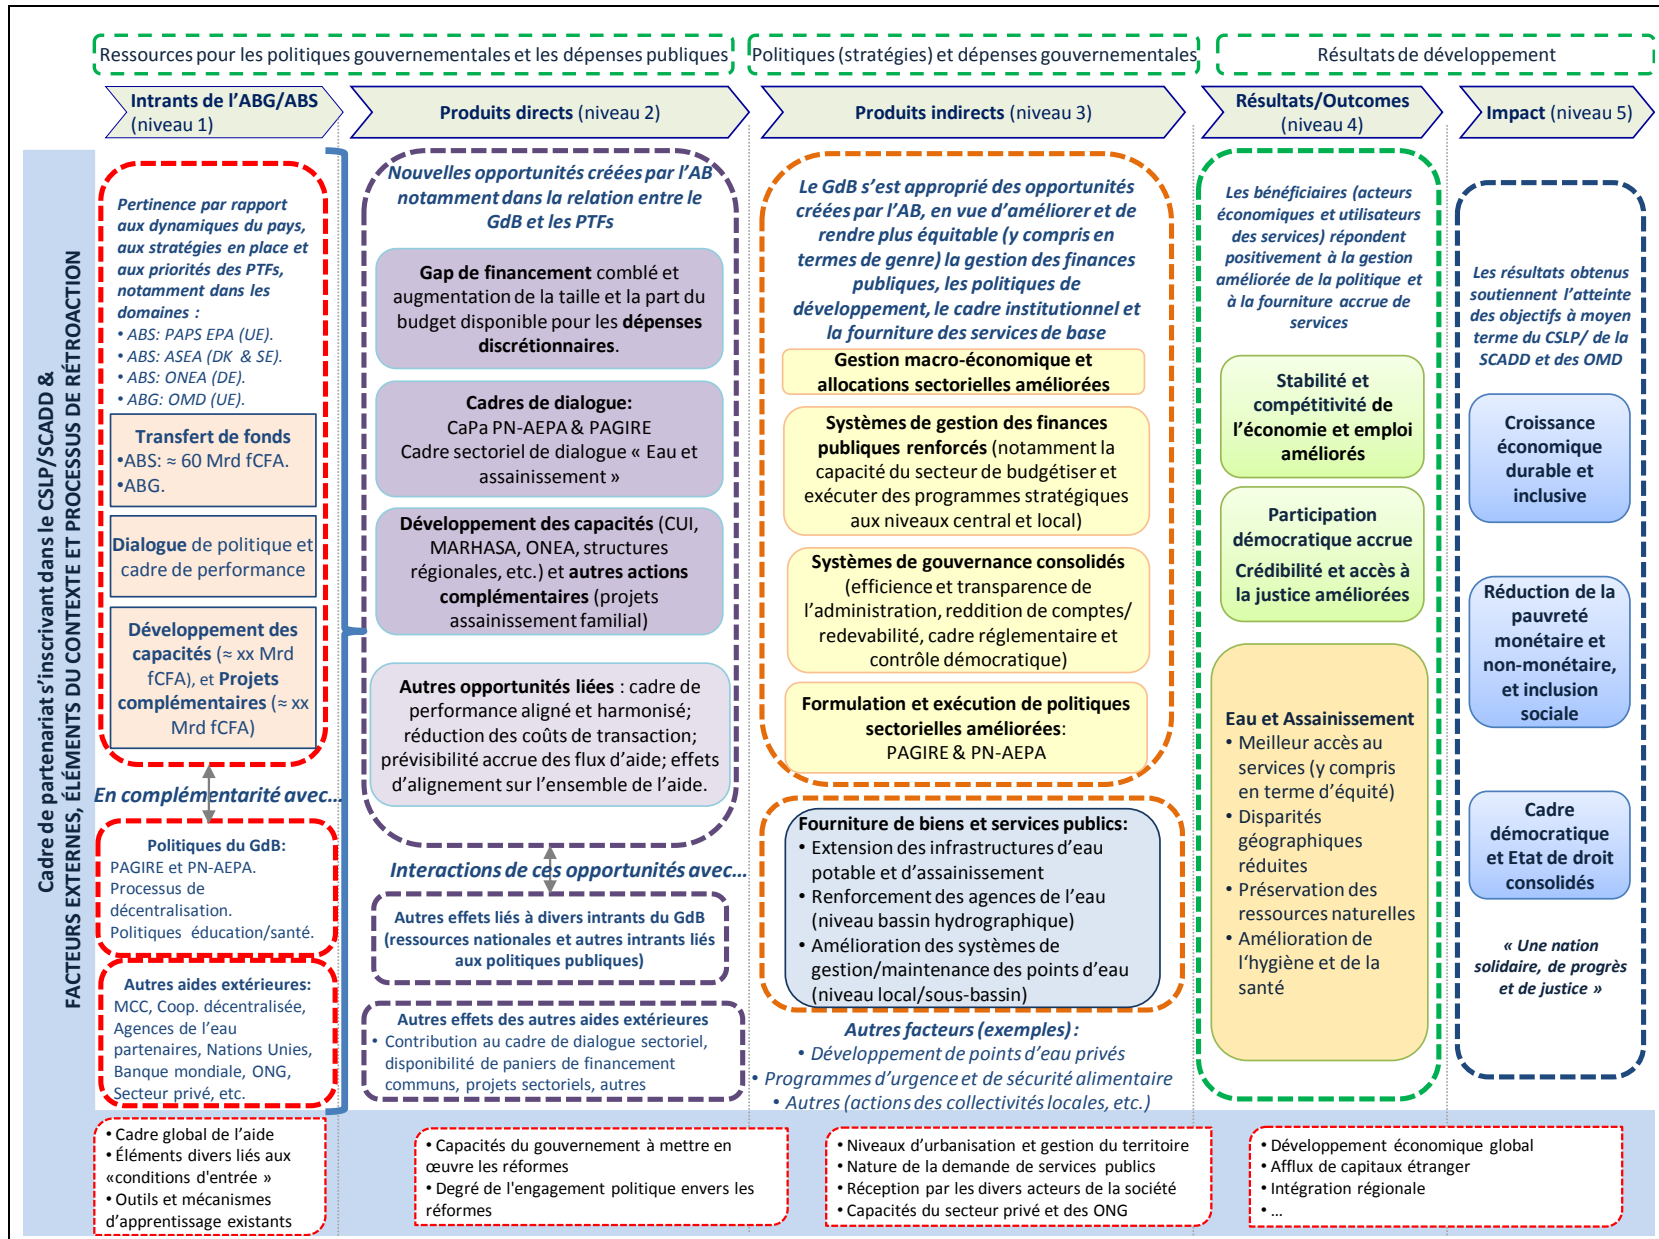 Ressources pour les politiques gouvernementales et les dépenses publiques
Politiques (stratégies) et dépenses gouvernementales
Résultats de développement
Intrants de l’ABG/ABS
(niveau 1)
Produits directs (niveau 2)
Produits indirects (niveau 3)
Résultats/Outcomes
(niveau 4)
Impact (niveau 5)
Cadre de partenariat s’inscrivant dans le CSLP/SCADD &
FACTEURS EXTERNES, ÉLÉMENTS DU CONTEXTE ET PROCESSUS DE RÉTROACTION
Pertinence par rapport
aux dynamiques du pays,
aux stratégies en place et
aux priorités des PTFs,
notamment dans les
domaines :
• ABS: PAPS EPA (UE).
• ABS: ASEA (DK & SE).
• ABS: ONEA (DE).
• ABG: OMD (UE).
Transfert de fonds
•ABS: ≈ 60 Mrd fCFA.
•ABG.
Dialogue de politique et
cadre de performance
Développement des
capacités (≈ xx Mrd
fCFA), et Projets
complémentaires (≈ xx
Mrd fCFA)
En complémentarité avec…
Politiques du GdB:
PAGIRE et PN-AEPA.
Processus de
décentralisation.
Politiques éducation/santé.
Autres aides extérieures:
MCC, Coop. décentralisée,
Agences de l’eau
partenaires, Nations Unies,
Banque mondiale, ONG,
Secteur privé, etc.
Nouvelles opportunités créées par l’AB
notamment dans la relation entre le
GdB et les PTFs
Gap de financement comblé et
augmentation de la taille et la part du
budget disponible pour les dépenses
discrétionnaires.
Cadres de dialogue:
CaPa PN-AEPA & PAGIRE
Cadre sectoriel de dialogue « Eau et
assainissement »
Développement des capacités (CUI,
MARHASA, ONEA, structures
régionales, etc.) et autres actions
complémentaires (projets
assainissement familial)
Autres opportunités liées : cadre de
performance aligné et harmonisé;
réduction des coûts de transaction;
prévisibilité accrue des flux d’aide; effets
d’alignement sur l’ensemble de l’aide.
Interactions de ces opportunités avec…
Autres effets liés à divers intrants du GdB
(ressources nationales et autres intrants liés
aux politiques publiques)
Autres effets des autres aides extérieures
• Contribution au cadre de dialogue sectoriel,
disponibilité de paniers de financement
communs, projets sectoriels, autres
Le GdB s’est approprié des opportunités
créées par l’AB, en vue d’améliorer et de
rendre plus équitable (y compris en
termes de genre) la gestion des finances
publiques, les politiques de
développement, le cadre institutionnel et
la fourniture des services de base
Gestion macro-économique et
allocations sectorielles améliorées
Systèmes de gestion des finances
publiques renforcés (notamment la
capacité du secteur de budgétiser et
exécuter des programmes stratégiques
aux niveaux central et local)
Systèmes de gouvernance consolidés
(efficience et transparence de
l’administration, reddition de comptes/
redevabilité, cadre réglementaire et
contrôle démocratique)
Formulation et exécution de politiques
sectorielles améliorées:
PAGIRE & PN-AEPA
Fourniture de biens et services publics:
• Extension des infrastructures d’eau
potable et d’assainissement
• Renforcement des agences de l’eau
(niveau bassin hydrographique)
• Amélioration des systèmes de
gestion/maintenance des points d’eau
(niveau local/sous-bassin)
Autres facteurs (exemples) :
• Développement de points d’eau privés
• Programmes d’urgence et de sécurité alimentaire
• Autres (actions des collectivités locales, etc.)
Les bénéficiaires (acteurs
économiques et utilisateurs
des services) répondent
positivement à la gestion
améliorée de la politique et
à la fourniture accrue de
services
Stabilité et
compétitivité de
l’économie et emploi
améliorés
Participation
démocratique accrue
Crédibilité et accès à
la justice améliorées
Eau et Assainissement
• Meilleur accès au
services (y compris
en terme d’équité)
• Disparités
géographiques
réduites
• Préservation des
ressources naturelles
• Amélioration de
l‘hygiène et de la
santé
Les résultats obtenus
soutiennent l’atteinte
des objectifs à moyen
terme du CSLP/ de la
SCADD et des OMD
Croissance
économique
durable et
inclusive
Réduction de la
pauvreté
monétaire et
non-monétaire,
et inclusion
sociale
Cadre
démocratique
et Etat de droit
consolidés
« Une nation
solidaire, de progrès
et de justice »
• Cadre global de l’aide
• Éléments divers liés aux
«conditions d'entrée »
• Outils et mécanismes
d’apprentissage existants
• Capacités du gouvernement à mettre en
œuvre les réformes
• Degré de l'engagement politique envers les
réformes
• Niveaux d’urbanisation et gestion du territoire
• Nature de la demande de services publics
• Réception par les divers acteurs de la société
• Capacités du secteur privé et des ONG
• Développement économique global
• Afflux de capitaux étranger
• Intégration régionale
• …